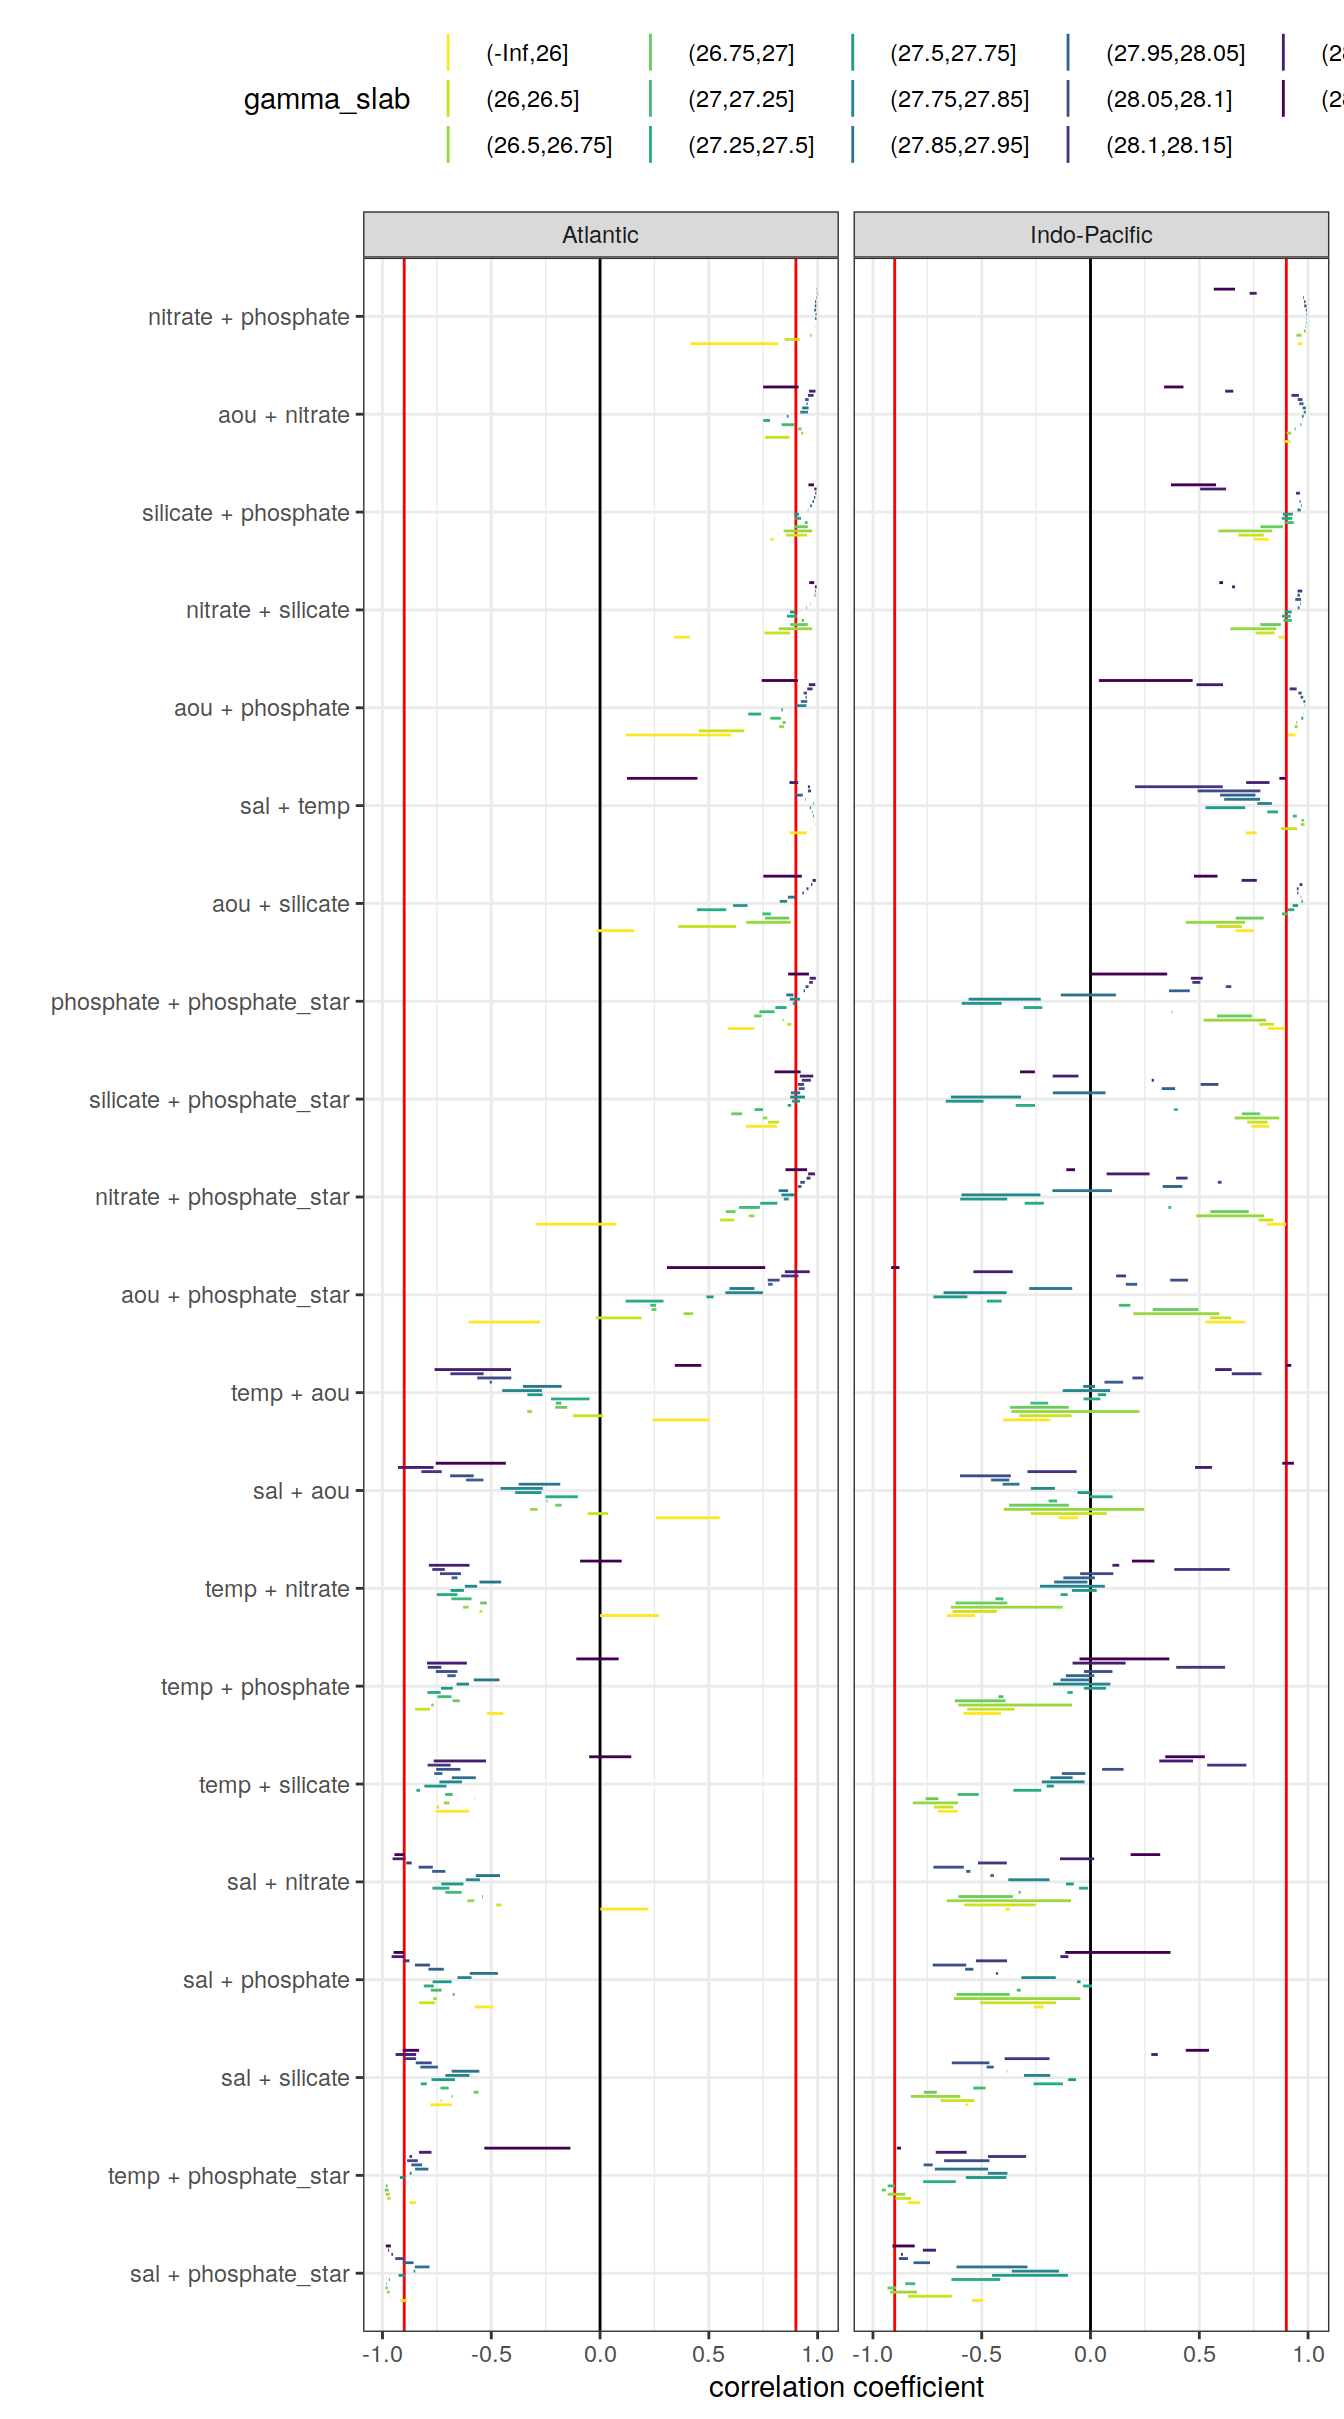 (-Inf,26] (26.75,27] (27.5,27.75] (27.95,28.05]
gamma_slab (26,26.5] (27,27.25] (27.75,27.85] (28.05,28.1]
(26.5,26.75] (27.25,27.5] (27.85,27.95] (28.1,28.15]
Atlantic Indo-Pacific
nitrate + phosphate
aou + nitrate
silicate + phosphate
nitrate + silicate
aou + phosphate
sal + temp
aou + silicate
phosphate + phosphate_star
silicate + phosphate_star
nitrate + phosphate_star
aou + phosphate_star
temp + aou
sal + aou
temp + nitrate
temp + phosphate
temp + silicate
sal + nitrate
sal + phosphate
sal + silicate
temp + phosphate_star
sal + phosphate_star
-1.0 -0.5 0.0 0.5 1.0 -1.0 -0.5 0.0 0.5 1.0
correlation coefficient